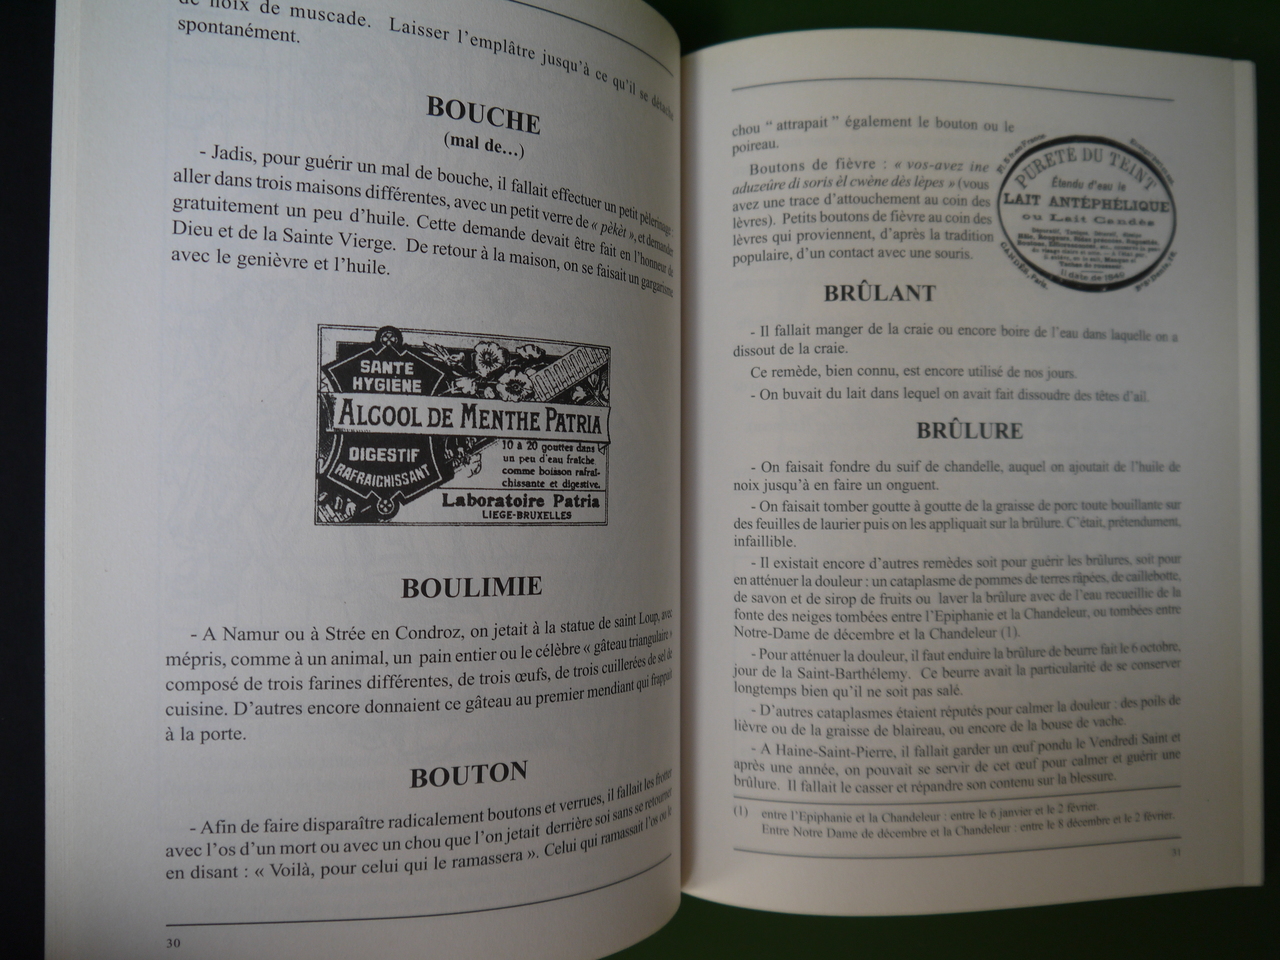 de noix de muscade. Laisser l'emplâtre jusqu'à ce qu'il se détache
spontanément.
BOUCHE
(mal de...)
- Jadis, pour guérir un mal de bouche, il fallait effectuer un petit pèlerinage :
aller dans trois maisons différentes, avec un petit verre de « pèkèt », et demander
gratuitement un peu d'huile. Cette demande devait être fait en l'honneur de
Dieu et de la Sainte Vierge. De retour à la maison, on se faisait un gargarisme
avec le genièvre et l'huile.
SANTE
HYGIÈNE
ALCOOL DE MENTHE PATRIA
DIGESTIF
RAFRAICHISSANT
10 à 20 gouttes dans
un peu d'eau fraîche
comme boisson rafraî-
chissante et digestive.
Laboratoire Patria
LIEGE-BRUXELLES
BOULIMIE
- A Namur ou à Strée en Condroz, on jetait à la statue de saint Loup, avec
mépris, comme à un animal, un pain entier ou le célèbre « gâteau triangulaire »
composé de trois farines différentes, de trois œufs, de trois cuillerées de sel de
cuisine. D'autres encore donnaient ce gâteau au premier mendiant qui frappait
à la porte.
BOUTON
- Afin de faire disparaître radicalement boutons et verrues, il fallait les frotter
avec l'os d'un mort ou avec un chou que l'on jetait derrière soi sans se retourner
en disant : « Voilà, pour celui qui le ramassera ». Celui qui ramassait l'os ou le
30
chou " attrapait " également le bouton ou le
poireau.
Boutons de fièvre : « vos-avez ine
aduzeûre di soris èl cwène dès lèpes » (vous
avez une trace d'attouchement au coin des
lèvres). Petits boutons de fièvre au coin des
lèvres qui proviennent, d'après la tradition
populaire, d'un contact avec une souris.
PURETÉ DU TEINT
Étendu d'eau le
LAIT ANTÉPHÉLIQUE
ou Lait Candès
Il date de 1849
CANDÈS, Paris
BRÛLANT
- Il fallait manger de la craie ou encore boire de l'eau dans laquelle on a
dissout de la craie.
Ce remède, bien connu, est encore utilisé de nos jours.
- On buvait du lait dans lequel on avait fait dissoudre des têtes d'ail.
BRÛLURE
- On faisait fondre du suif de chandelle, auquel on ajoutait de l'huile de
noix jusqu'à en faire un onguent.
- On faisait tomber goutte à goutte de la graisse de porc toute bouillante sur
des feuilles de laurier puis on les appliquait sur la brûlure. C'était, prétendument,
infaillible.
- Il existait encore d'autres remèdes soit pour guérir les brûlures, soit pour
en atténuer la douleur : un cataplasme de pommes de terres râpées, de caillebotte,
de savon et de sirop de fruits ou laver la brûlure avec de l'eau recueillie de la
fonte des neiges tombées entre l'Epiphanie et la Chandeleur, ou tombées entre
Notre-Dame de décembre et la Chandeleur (1).
- Pour atténuer la douleur, il faut enduire la brûlure de beurre fait le 6 octobre,
jour de la Saint-Barthélemy. Ce beurre avait la particularité de se conserver
longtemps bien qu'il ne soit pas salé.
- D'autres cataplasmes étaient réputés pour calmer la douleur : des poils de
lièvre ou de la graisse de blaireau, ou encore de la bouse de vache.
- A Haine-Saint-Pierre, il fallait garder un œuf pondu le Vendredi Saint et
après une année, on pouvait se servir de cet œuf pour calmer et guérir une
brûlure. Il fallait le casser et répandre son contenu sur la blessure.
(1) entre l'Epiphanie et la Chandeleur : entre le 6 janvier et le 2 février.
Entre Notre Dame de décembre et la Chandeleur : entre le 8 décembre et le 2 février.
31